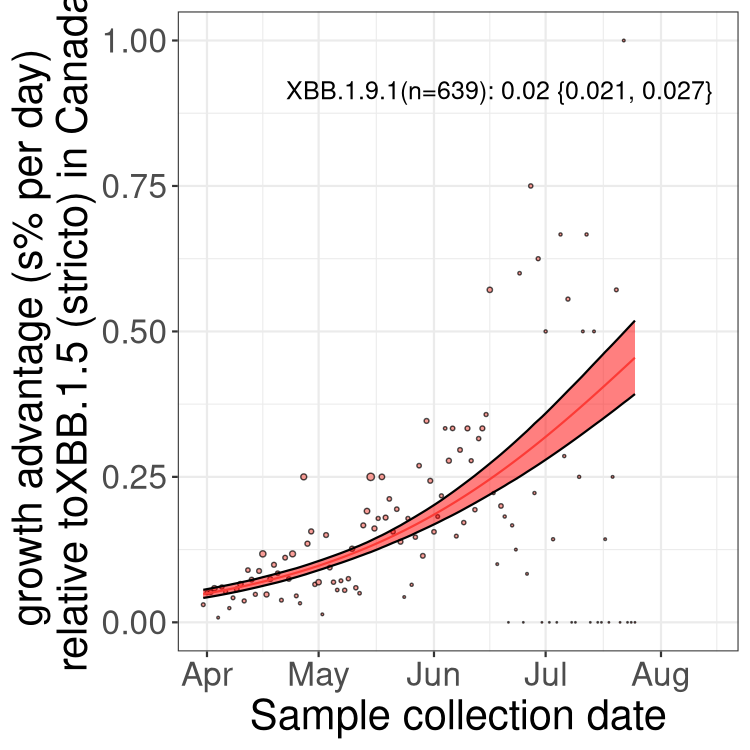 growth advantage (s% per day)
relative toXBB.1.5 (stricto) in Canada
1.00
0.75
0.50
0.25
0.00
XBB.1.9.1(n=639): 0.02 {0.021, 0.027}
Apr May Jun Jul Aug
Sample collection date